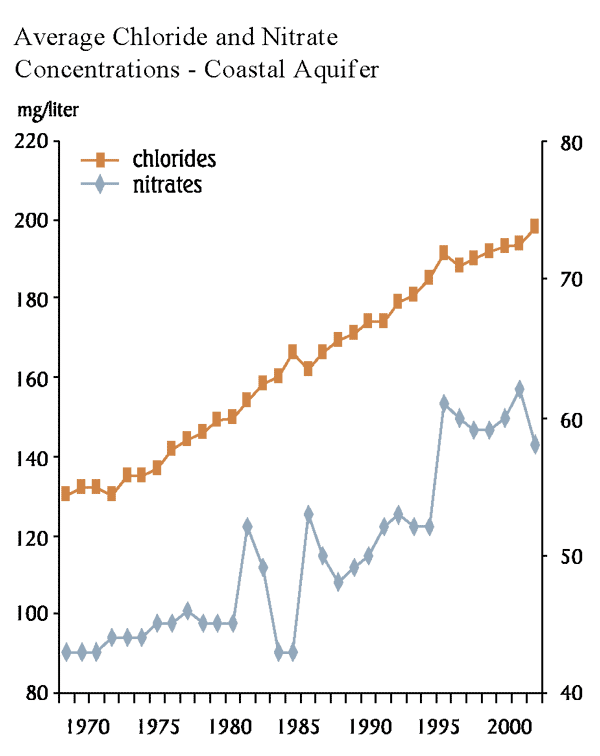 Average Chloride and Nitrate
Concentrations - Coastal Aquifer
mg/liter
220
200
180
160
140
120
100
80
chlorides
nitrates
80
70
60
50
40
1970 1975 1980 1985 1990 1995 2000